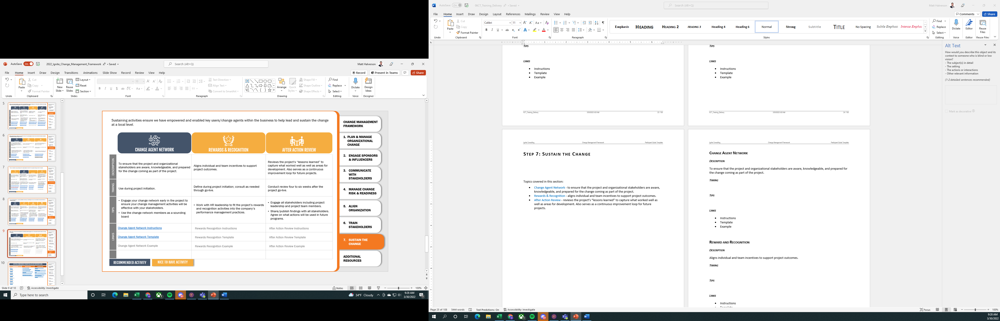 AutoSave On 2022_Ignite_Change_Management_Framework • Saved Search (Alt+Q) Matt Halverson
File Home Insert Draw Design Transitions Animations Slide Show Record Review View Help Record Present in Teams Share
Cut
Copy
Format Painter
Paste
New Slide
Reuse Slides
Layout
Reset
Section
10
Text Direction
Align Text
Convert to SmartArt
Arrange
Quick Styles
Shape Fill
Shape Outline
Shape Effects
Find
Replace
Select
Dictate
Design Ideas
Undo Clipboard Slides Font Paragraph Drawing Editing Voice Designer
5
6
7
8
9
10
Sustaining activities ensure we have empowered and enabled key users/change agents within the business to help lead and sustain the change
at a local level.
CHANGE AGENT NETWORK
REWARDS & RECOGNITION
AFTER ACTION REVIEW
DESCRIPTION
To ensure that the project and organizational
stakeholders are aware, knowledgeable, and prepared
for the change coming as part of the project.
Aligns individual and team incentives to support
project outcomes.
Reviews the project's “lessons learned” to
capture what worked well as well as areas for
development. Also serves as a continuous
improvement loop for future projects.
TIMING
Use during project initiation.
Define during project initiation; consult as needed
through go-live.
Conduct review four to six weeks after the
project go-live.
TIPS
• Engage your change network early in the project to
ensure your change management activities will be
effective with your stakeholders.
• Use the change network members as a sounding
board
• Work with HR leadership to fit the project's rewards
and recognition activities into the company's
performance management practices.
• Engage all stakeholders including project
leadership and project team members.
• Share/publish findings with all stakeholders.
Agree on what actions will be used in future
programs.
LINKS
Change Agent Network Instructions
Rewards Recognition Instructions
After Action Review Instructions
Change Agent Network Template
Rewards Recognition Template
After Action Review Template
Change Agent Network Example
Rewards Recognition Example
After Action Review Example
RECOMMENDED ACTIVITY
NICE TO HAVE ACTIVITY
CHANGE MANAGEMENT
FRAMEWORK
1. PLAN & MANAGE
ORGANIZATIONAL
CHANGE
2. ENGAGE SPONSORS
& INFLUENCERS
3. COMMUNICATE
WITH
STAKEHOLDERS
4. MANAGE CHANGE
RISK & READINESS
5. ALIGN
ORGANIZATION
6. TRAIN
STAKEHOLDERS
7. SUSTAIN THE
CHANGE
ADDITIONAL
RESOURCES
Slide 9 of 10 Accessibility: Investigate Notes 100%
Type here to search
34°F Cloudy
9:28 AM
3/30/2022
AutoSave On 06CT_Training_Delivery • Saved Search (Alt+Q) Matt Halverson
File Home Insert Draw Design Layout References Mailings Review View Help Comments Share
Paste
Cut
Copy
Format Painter
Calibri 11
Emphasis HEADING HEADING 2 HEADING 3 Heading 4 Heading 6 Normal Strong Subtitle TITLE No Spacing Subtle Emphasi Intense Empha
Find
Replace
Select
Dictate
Editor
Reuse Files
Undo Clipboard Font Paragraph Styles Editing Voice Editor Reuse Files
TIPS
LINKS
• Instructions
• Template
• Example
6CT_Training_Delivery 3/30/2022 9:20 AM 23 / 108
TIPS
LINKS
• Instructions
• Template
• Example
6CT_Training_Delivery 3/30/2022 9:20 AM 24 / 108
Ignite Consulting Change Management Framework Participant Guide Template
STEP 7: SUSTAIN THE CHANGE
Topics covered in this section:
• Change Agent Network - to ensure that the project and organizational stakeholders are aware,
knowledgeable, and prepared for the change coming as part of the project.
• Rewards & Recognition - aligns individual and team incentives to support project outcomes.
• After Action Review - reviews the project's “lessons learned” to capture what worked well as
well as areas for development. Also serves as a continuous improvement loop for future
projects.
Ignite Consulting Change Management Framework Participant Guide Template
CHANGE AGENT NETWORK
DESCRIPTION
To ensure that the project and organizational stakeholders are aware, knowledgeable, and prepared for
the change coming as part of the project.
TIMING
TIPS
LINKS
• Instructions
• Template
• Example
REWARD AND RECOGNITION
DESCRIPTION
Aligns individual and team incentives to support project outcomes.
TIMING
TIPS
LINKS
• Instructions
Alt Text
How would you describe this object and its
context to someone who is blind or low
vision?
- The subject(s) in detail
- The setting
- The actions or interactions
- Other relevant information
(1-2 detailed sentences recommended)
Mark as decorative
Page 25 of 108 5444 words Text Predictions: On Accessibility: Investigate Focus 100%
9:28 AM
3/30/2022